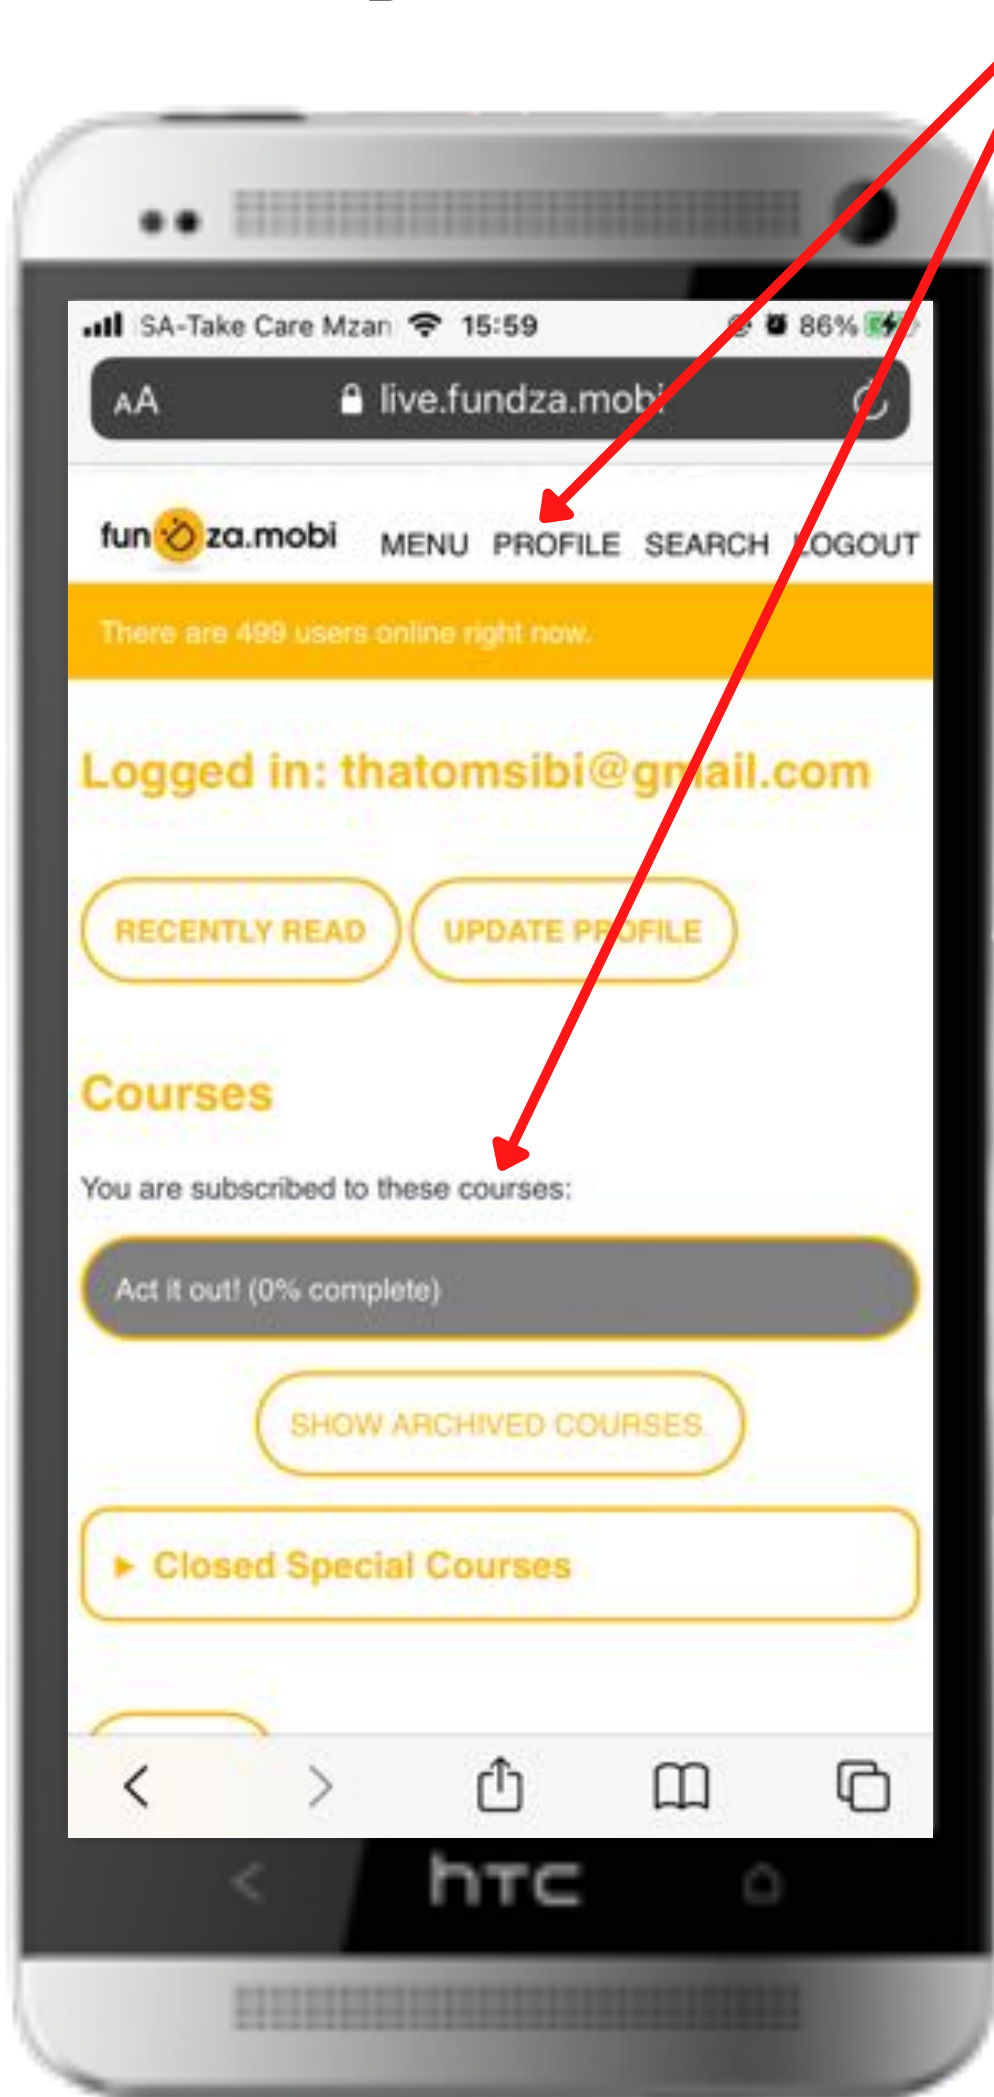 SA-Take Care Mzan 15:59 86%
AA live.fundza.mobi
fundza.mobi MENU PROFILE SEARCH LOGOUT
There are 499 users online right now.
Logged in: thatomsibi@gmail.com
RECENTLY READ UPDATE PROFILE
Courses
You are subscribed to these courses:
Act it out! (0% complete)
SHOW ARCHIVED COURSES
Closed Special Courses
hTC